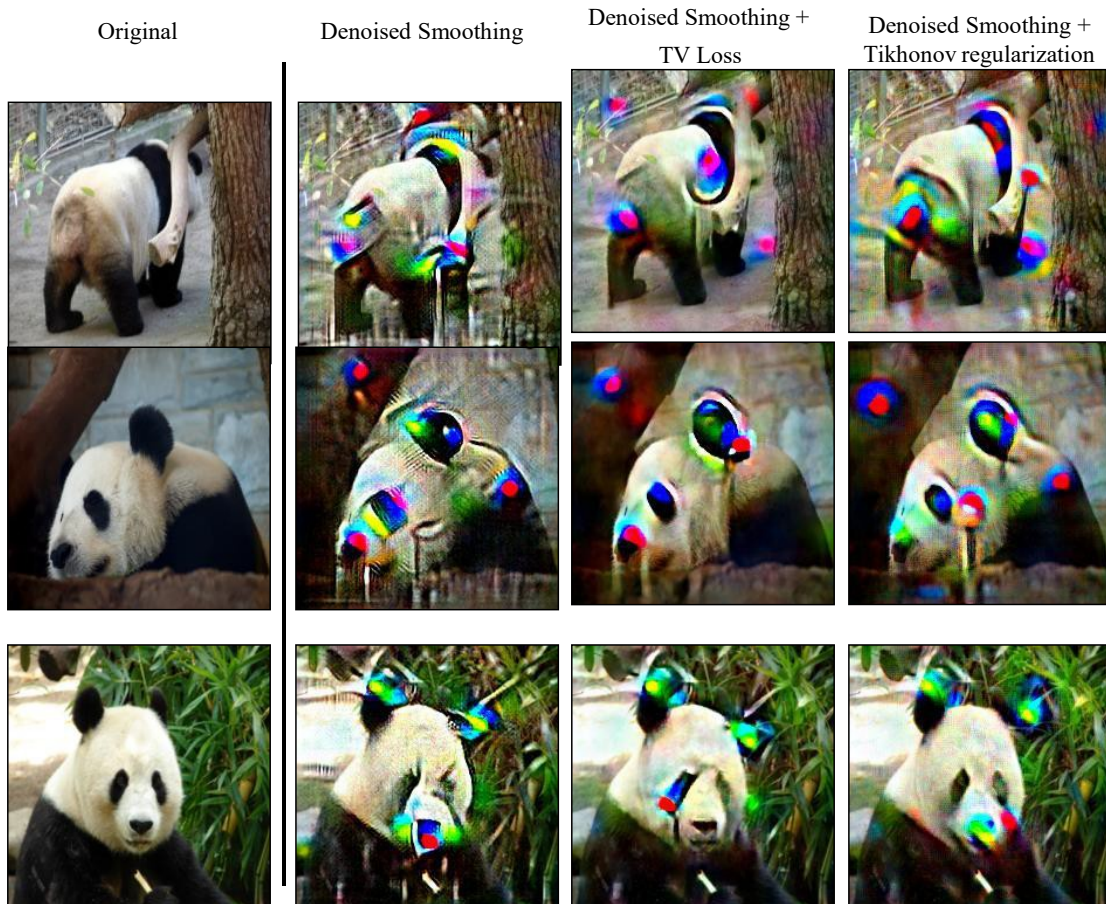 Original
Denoised Smoothing
Denoised Smoothing +
TV Loss
Denoised Smoothing +
Tikhonov regularization